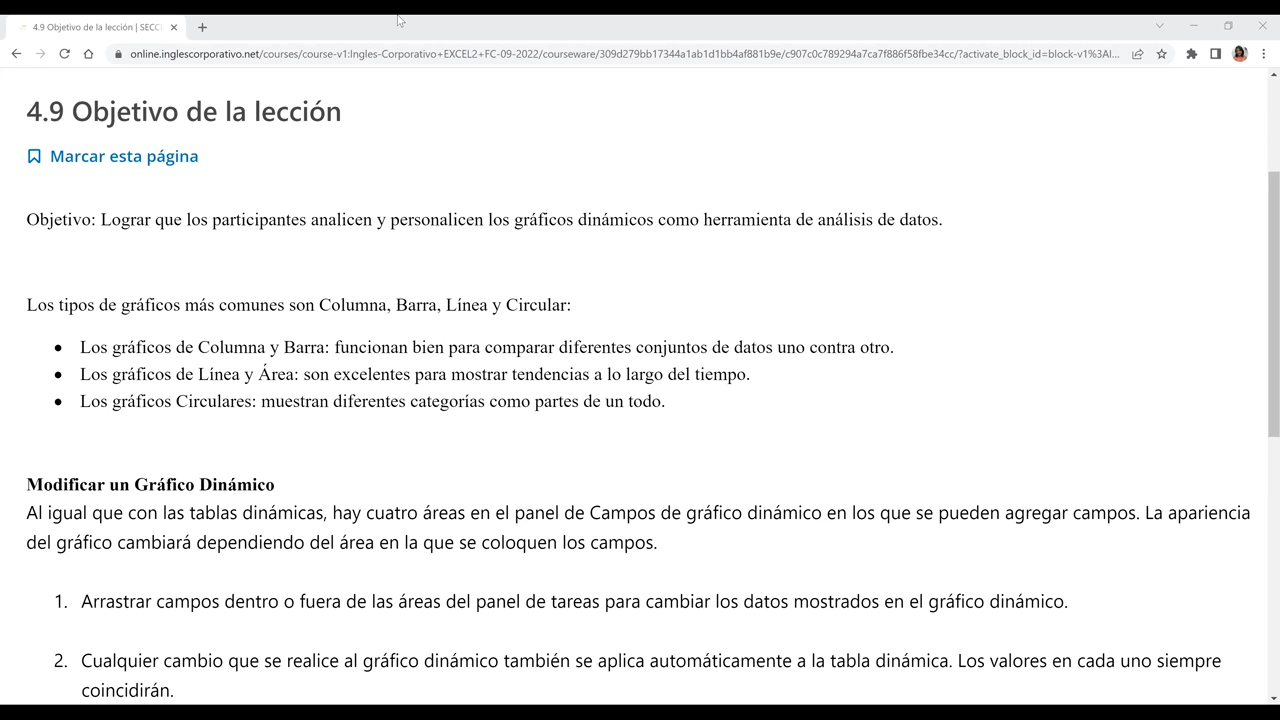 4.9 Objetivo de la lección | SECCI
online.inglescorporativo.net/courses/course-v1:Ingles-Corporativo+EXCEL2+FC-09-2022/courseware/309d279bb17344a1ab1d1bb4af881b9e/c907c0c789294a7ca7f886f58fbe34cc/?activate_block_id=block-v1%3AI...
4.9 Objetivo de la lección
Marcar esta página
Objetivo: Lograr que los participantes analicen y personalicen los gráficos dinámicos como herramienta de análisis de datos.
Los tipos de gráficos más comunes son Columna, Barra, Línea y Circular:
• Los gráficos de Columna y Barra: funcionan bien para comparar diferentes conjuntos de datos uno contra otro.
• Los gráficos de Línea y Área: son excelentes para mostrar tendencias a lo largo del tiempo.
• Los gráficos Circulares: muestran diferentes categorías como partes de un todo.
Modificar un Gráfico Dinámico
Al igual que con las tablas dinámicas, hay cuatro áreas en el panel de Campos de gráfico dinámico en los que se pueden agregar campos. La apariencia
del gráfico cambiará dependiendo del área en la que se coloquen los campos.
1. Arrastrar campos dentro o fuera de las áreas del panel de tareas para cambiar los datos mostrados en el gráfico dinámico.
2. Cualquier cambio que se realice al gráfico dinámico también se aplica automáticamente a la tabla dinámica. Los valores en cada uno siempre
coincidirán.